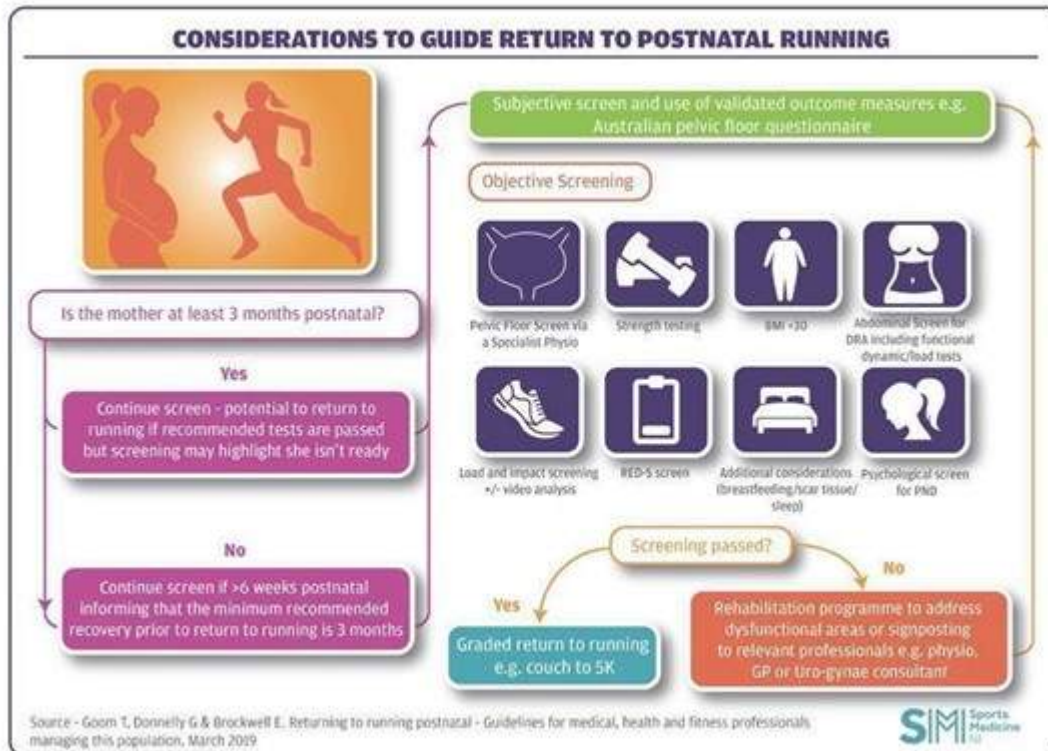 CONSIDERATIONS TO GUIDE RETURN TO POSTNATAL RUNNING
Is the mother at least 3 months postnatal?
Yes
Continue screen - potential to return to
running if recommended tests are passed
but screening may highlight she isn't ready
No
Continue screen if >6 weeks postnatal
informing that the minimum recommended
recovery prior to return to running is 3 months
Subjective screen and use of validated outcome measures e.g.
Australian pelvic floor questionnaire
Objective Screening
Pelvic Floor Screen via
a Specialist Physio
Strength testing
BMI <30
Abdominal Screen for
DRA including functional
dynamic/load tests
Load and impact screening
+/- video analysis
RED-S screen
Additional considerations
(breastfeeding/scar tissue/
sleep)
Psychological screen
for PND
Screening passed?
Yes
Graded return to running
e.g. couch to 5K
No
Rehabilitation programme to address
dysfunctional areas or signposting
to relevant professionals e.g. physio,
GP or Uro-gynae consultant
Source - Goom T, Donnelly G & Brockwell E. Returning to running postnatal - Guidelines for medical, health and fitness professionals
managing this population. March 2019
SMNI Sports
Medicine
NI